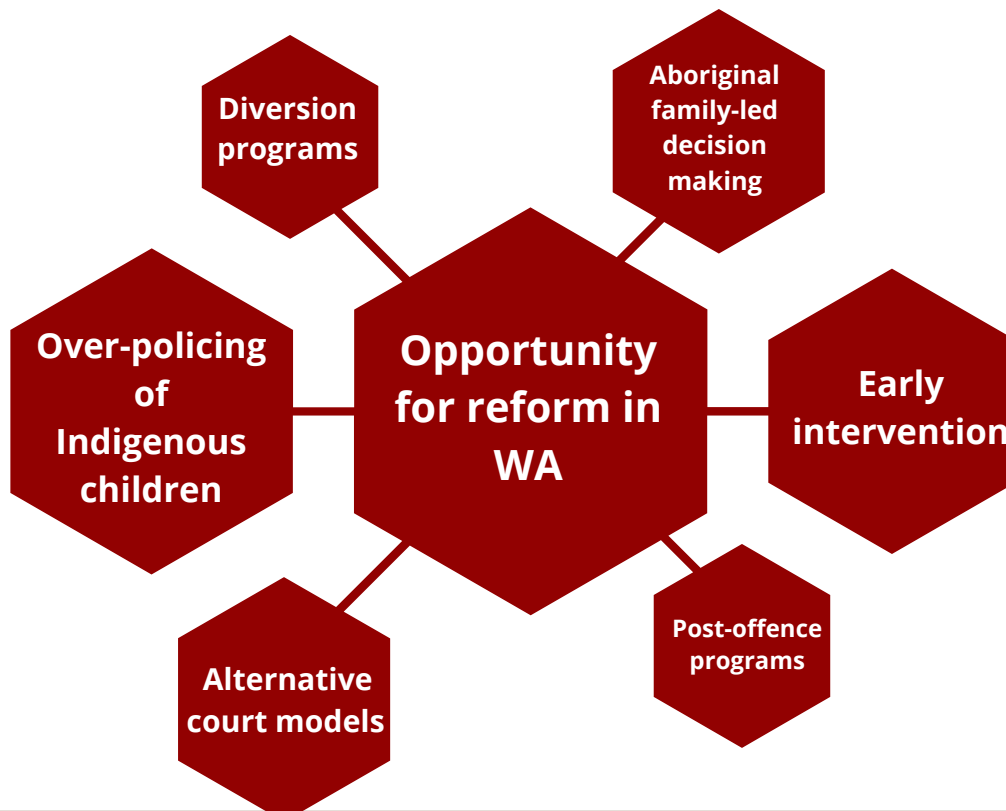 Diversion
programs
Aboriginal
family-led
decision
making
Over-policing
of
Indigenous
children
Opportunity
for reform in
WA
Early
intervention
Alternative
court models
Post-offence
programs